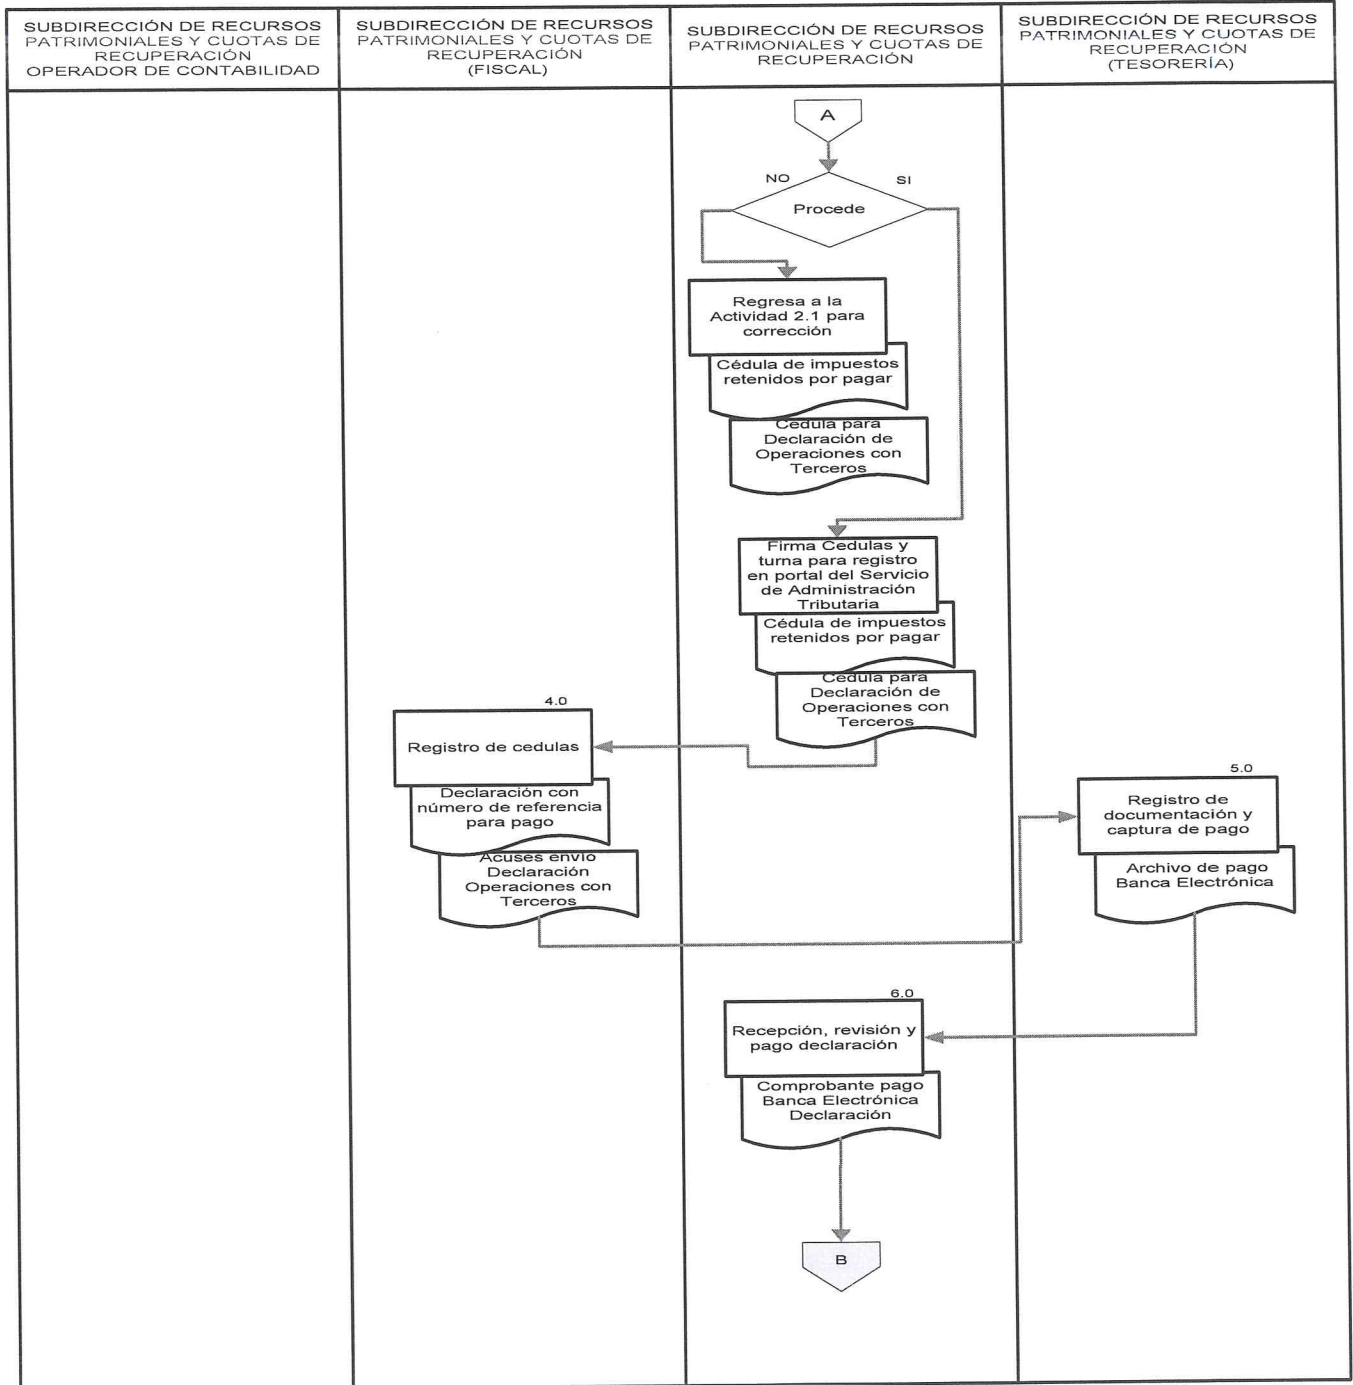 SUBDIRECCIÓN DE RECURSOS
PATRIMONIALES Y CUOTAS DE
RECUPERACIÓN
OPERADOR DE CONTABILIDAD
SUBDIRECCIÓN DE RECURSOS
PATRIMONIALES Y CUOTAS DE
RECUPERACIÓN
(FISCAL)
SUBDIRECCIÓN DE RECURSOS
PATRIMONIALES Y CUOTAS DE
RECUPERACIÓN
SUBDIRECCIÓN DE RECURSOS
PATRIMONIALES Y CUOTAS DE
RECUPERACIÓN
(TESORERÍA)
A
NO
SI
Procede
Regresa a la
Actividad 2.1 para
corrección
Cédula de impuestos
retenidos por pagar
Cedula para
Declaración de
Operaciones con
Terceros
Firma Cedulas y
turna para registro
en portal del Servicio
de Administración
Tributaria
Cédula de impuestos
retenidos por pagar
Cedula para
Declaración de
Operaciones con
Terceros
4.0
Registro de cedulas
Declaración con
número de referencia
para pago
Acuses envío
Declaración
Operaciones con
Terceros
5.0
Registro de
documentación y
captura de pago
Archivo de pago
Banca Electrónica
6.0
Recepción, revisión y
pago declaración
Comprobante pago
Banca Electrónica
Declaración
B